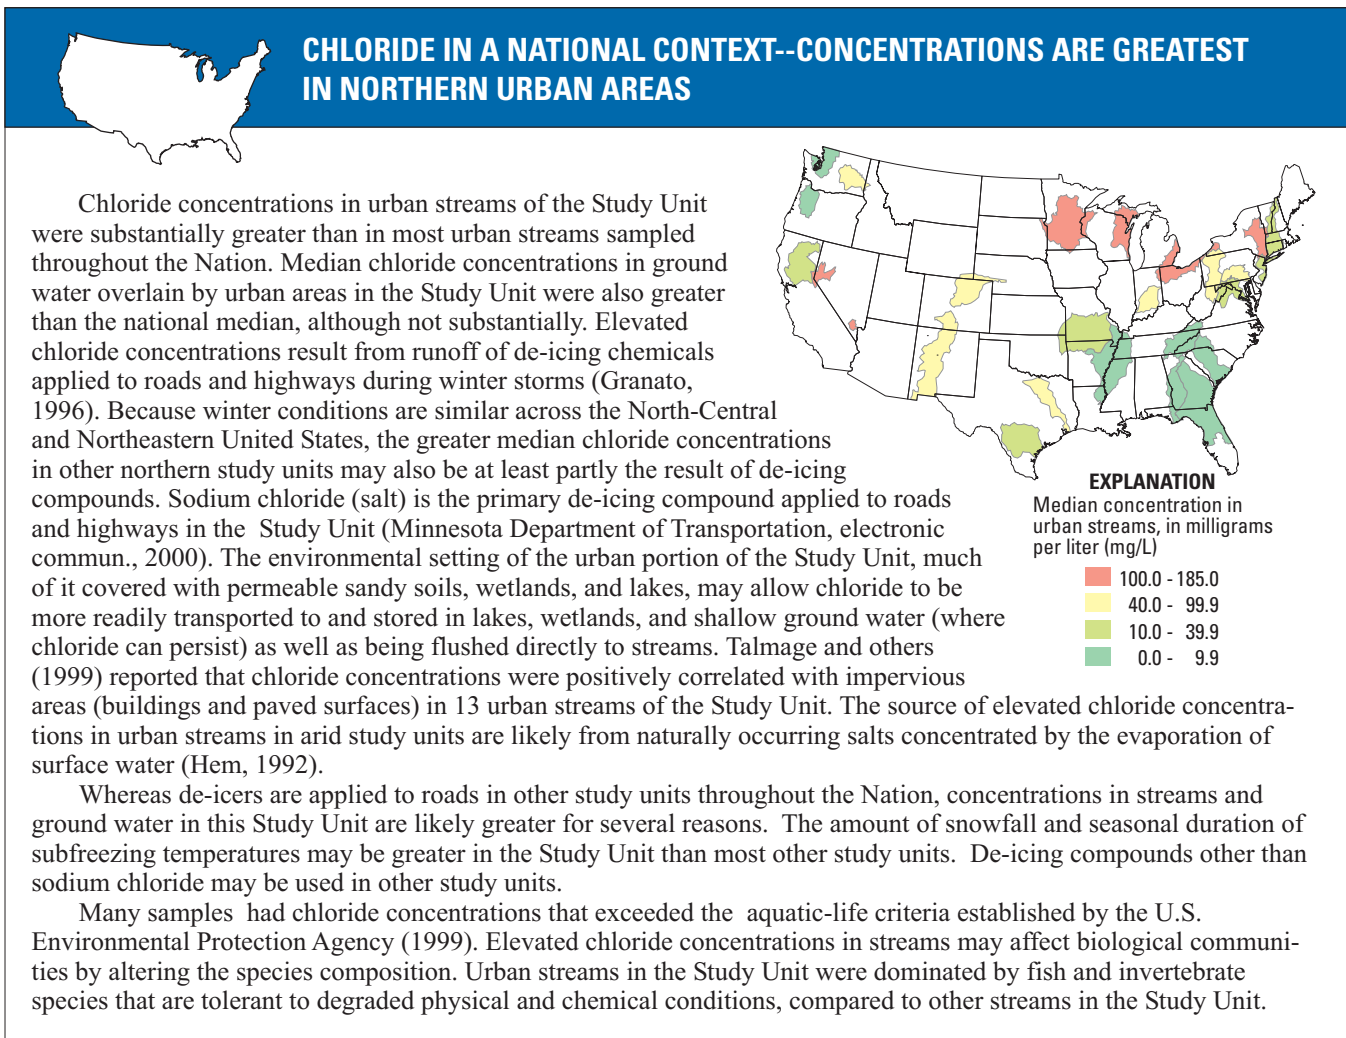 CHLORIDE IN A NATIONAL CONTEXT--CONCENTRATIONS ARE GREATEST
IN NORTHERN URBAN AREAS
Chloride concentrations in urban streams of the Study Unit
were substantially greater than in most urban streams sampled
throughout the Nation. Median chloride concentrations in ground
water overlain by urban areas in the Study Unit were also greater
than the national median, although not substantially. Elevated
chloride concentrations result from runoff of de-icing chemicals
applied to roads and highways during winter storms (Granato,
1996). Because winter conditions are similar across the North-Central
and Northeastern United States, the greater median chloride concentrations
in other northern study units may also be at least partly the result of de-icing
compounds. Sodium chloride (salt) is the primary de-icing compound applied to roads
and highways in the Study Unit (Minnesota Department of Transportation, electronic
commun., 2000). The environmental setting of the urban portion of the Study Unit, much
of it covered with permeable sandy soils, wetlands, and lakes, may allow chloride to be
more readily transported to and stored in lakes, wetlands, and shallow ground water (where
chloride can persist) as well as being flushed directly to streams. Talmage and others
(1999) reported that chloride concentrations were positively correlated with impervious
areas (buildings and paved surfaces) in 13 urban streams of the Study Unit. The source of elevated chloride concentra-
tions in urban streams in arid study units are likely from naturally occurring salts concentrated by the evaporation of
surface water (Hem, 1992).
Whereas de-icers are applied to roads in other study units throughout the Nation, concentrations in streams and
ground water in this Study Unit are likely greater for several reasons. The amount of snowfall and seasonal duration of
subfreezing temperatures may be greater in the Study Unit than most other study units. De-icing compounds other than
sodium chloride may be used in other study units.
Many samples had chloride concentrations that exceeded the aquatic-life criteria established by the U.S.
Environmental Protection Agency (1999). Elevated chloride concentrations in streams may affect biological communi-
ties by altering the species composition. Urban streams in the Study Unit were dominated by fish and invertebrate
species that are tolerant to degraded physical and chemical conditions, compared to other streams in the Study Unit.
EXPLANATION
Median concentration in
urban streams, in milligrams
per liter (mg/L)
100.0 - 185.0
40.0 - 99.9
10.0 - 39.9
0.0 - 9.9